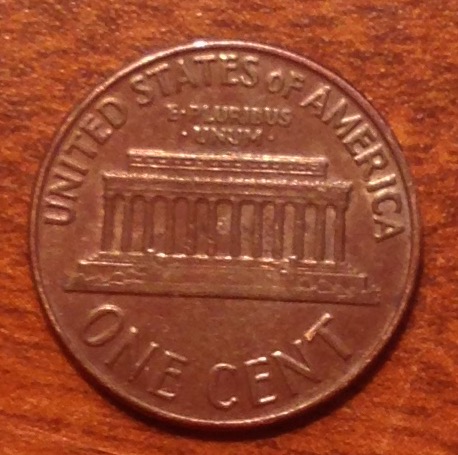 UNITED STATES OF AMERICA
E·PLURIBUS
·UNUM·
ONE CENT